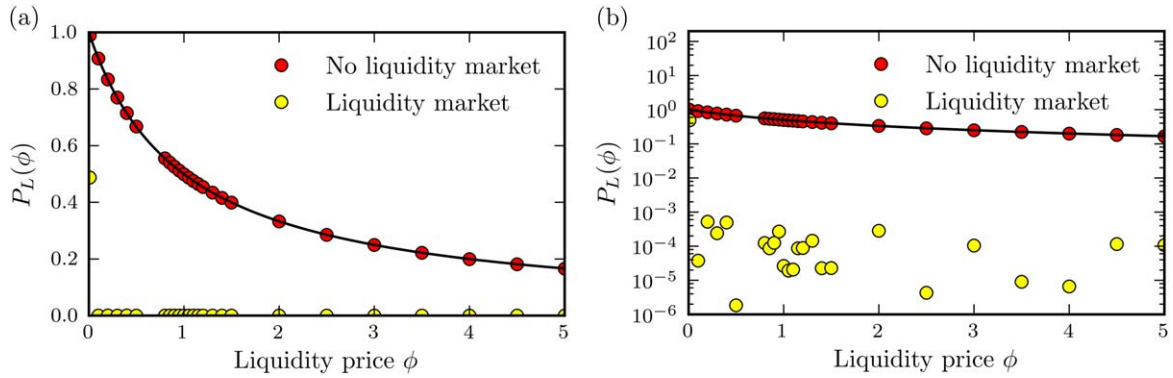 (a)
1.0
0.8
0.6
0.4
0.2
0.0
P_L(ϕ)
No liquidity market
Liquidity market
0 1 2 3 4 5
Liquidity price ϕ
(b)
10^2
10^1
10^0
10^-1
10^-2
10^-3
10^-4
10^-5
10^-6
P_L(ϕ)
No liquidity market
Liquidity market
0 1 2 3 4 5
Liquidity price ϕ